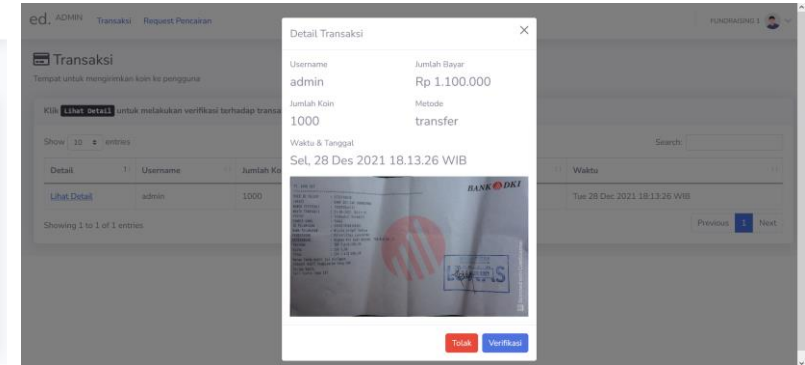 ed. ADMIN Transaksi Request Pencairan FUNDRAISING 1
Transaksi
Tempat untuk mengirimkan koin ke pengguna
Klik Lihat Detail untuk melakukan verifikasi terhadap transa
Show 10 entries Search:
Detail Username Jumlah Ko Waktu
Lihat Detail admin 1000 Tue 28 Des 2021 18:13:26 WIB
Showing 1 to 1 of 1 entries Previous 1 Next
Detail Transaksi
Username Jumlah Bayar
admin Rp 1.100.000
Jumlah Koin Metode
1000 transfer
Waktu & Tanggal
Sel, 28 Des 2021 18.13.26 WIB
BANK DKI
LUNAS
Tolak Verifikasi